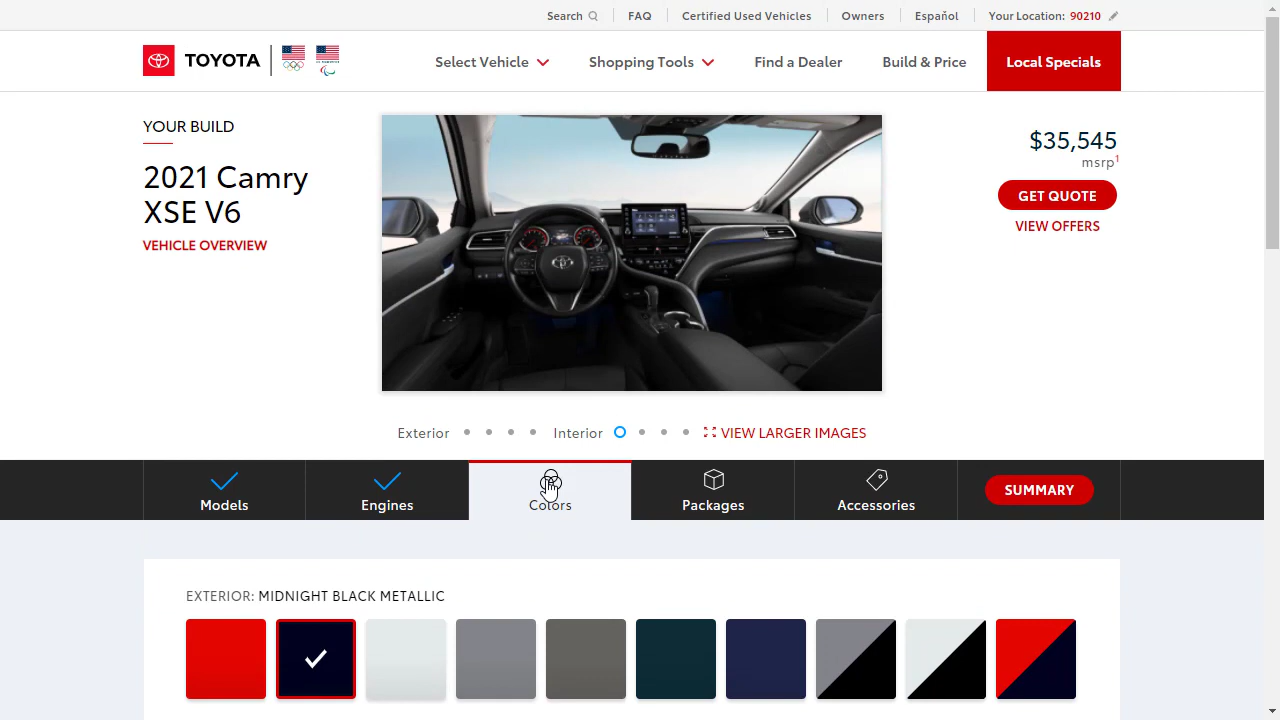 Search
FAQ
Certified Used Vehicles
Owners
Español
Your Location: 90210
TOYOTA
Select Vehicle
Shopping Tools
Find a Dealer
Build & Price
Local Specials
YOUR BUILD
2021 Camry
XSE V6
VEHICLE OVERVIEW
$35,545
msrp1
GET QUOTE
VIEW OFFERS
Exterior
Interior
VIEW LARGER IMAGES
Models
Engines
Colors
Packages
Accessories
SUMMARY
EXTERIOR: MIDNIGHT BLACK METALLIC